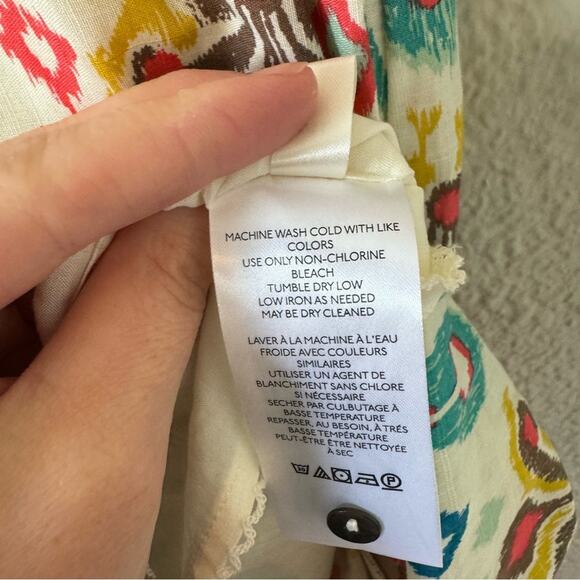 MACHINE WASH COLD WITH LIKE
COLORS
USE ONLY NON-CHLORINE
BLEACH
TUMBLE DRY LOW
LOW IRON AS NEEDED
MAY BE DRY CLEANED
LAVER À LA MACHINE À L'EAU
FROIDE AVEC COULEURS
SIMILAIRES
UTILISER UN AGENT DE
BLANCHIMENT SANS CHLORE
SI NÉCESSAIRE
SECHER PAR CULBUTAGE À
BASSE TEMPERATURE
REPASSER, AU BESOIN, À TRÉS
BASSE TEMPÉRATURE
PEUT-ÊTRE ÊTRE NETTOYÉE
À SEC
P